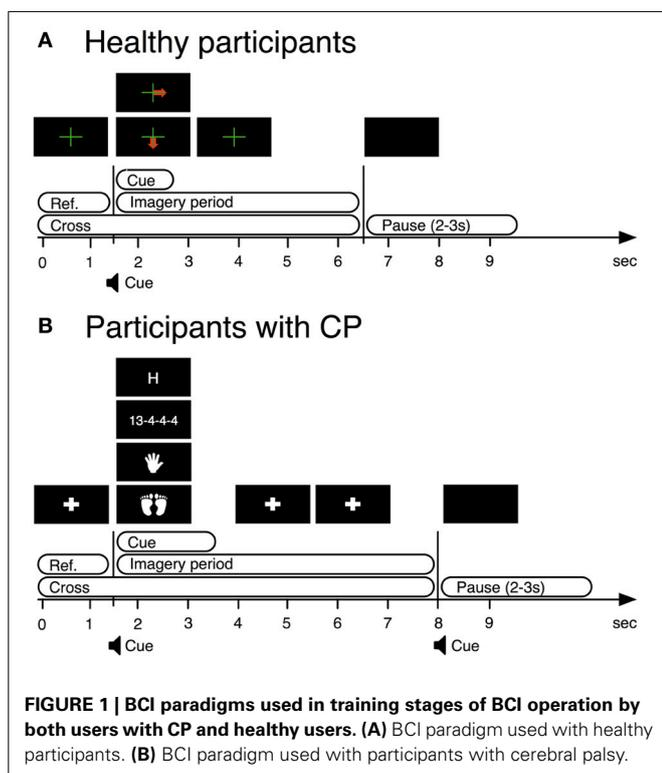 A Healthy participants
Cue
Ref. Imagery period
Cross Pause (2-3s)
0 1 2 3 4 5 6 7 8 9 sec
Cue
B Participants with CP
H
13-4-4-4
Cue
Ref. Imagery period
Cross Pause (2-3s)
0 1 2 3 4 5 6 7 8 9 sec
Cue Cue
FIGURE 1 | BCI paradigms used in training stages of BCI operation by
both users with CP and healthy users. (A) BCI paradigm used with healthy
participants. (B) BCI paradigm used with participants with cerebral palsy.